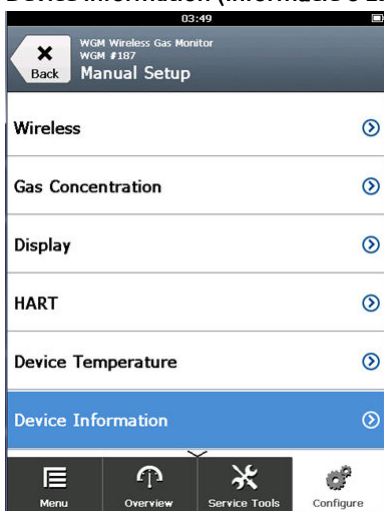 03:49
WGM Wireless Gas Monitor
WGM #187
Back
Manual Setup
Wireless
Gas Concentration
Display
HART
Device Temperature
Device Information
Menu
Overview
Service Tools
Configure